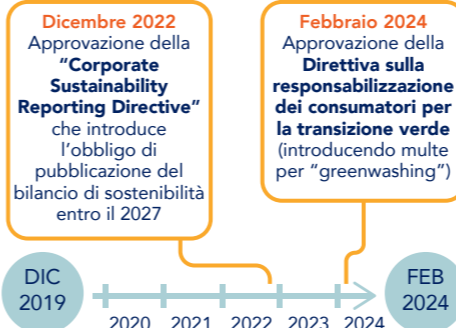 Dicembre 2022
Approvazione della
“Corporate
Sustainability
Reporting Directive”
che introduce
l’obbligo di
pubblicazione del
bilancio di sostenibilità
entro il 2027
Febbraio 2024
Approvazione della
Direttiva sulla
responsabilizzazione
dei consumatori per
la transizione verde
(introducendo multe
per “greenwashing”)
DIC
2019
2020 2021 2022 2023 2024
FEB
2024